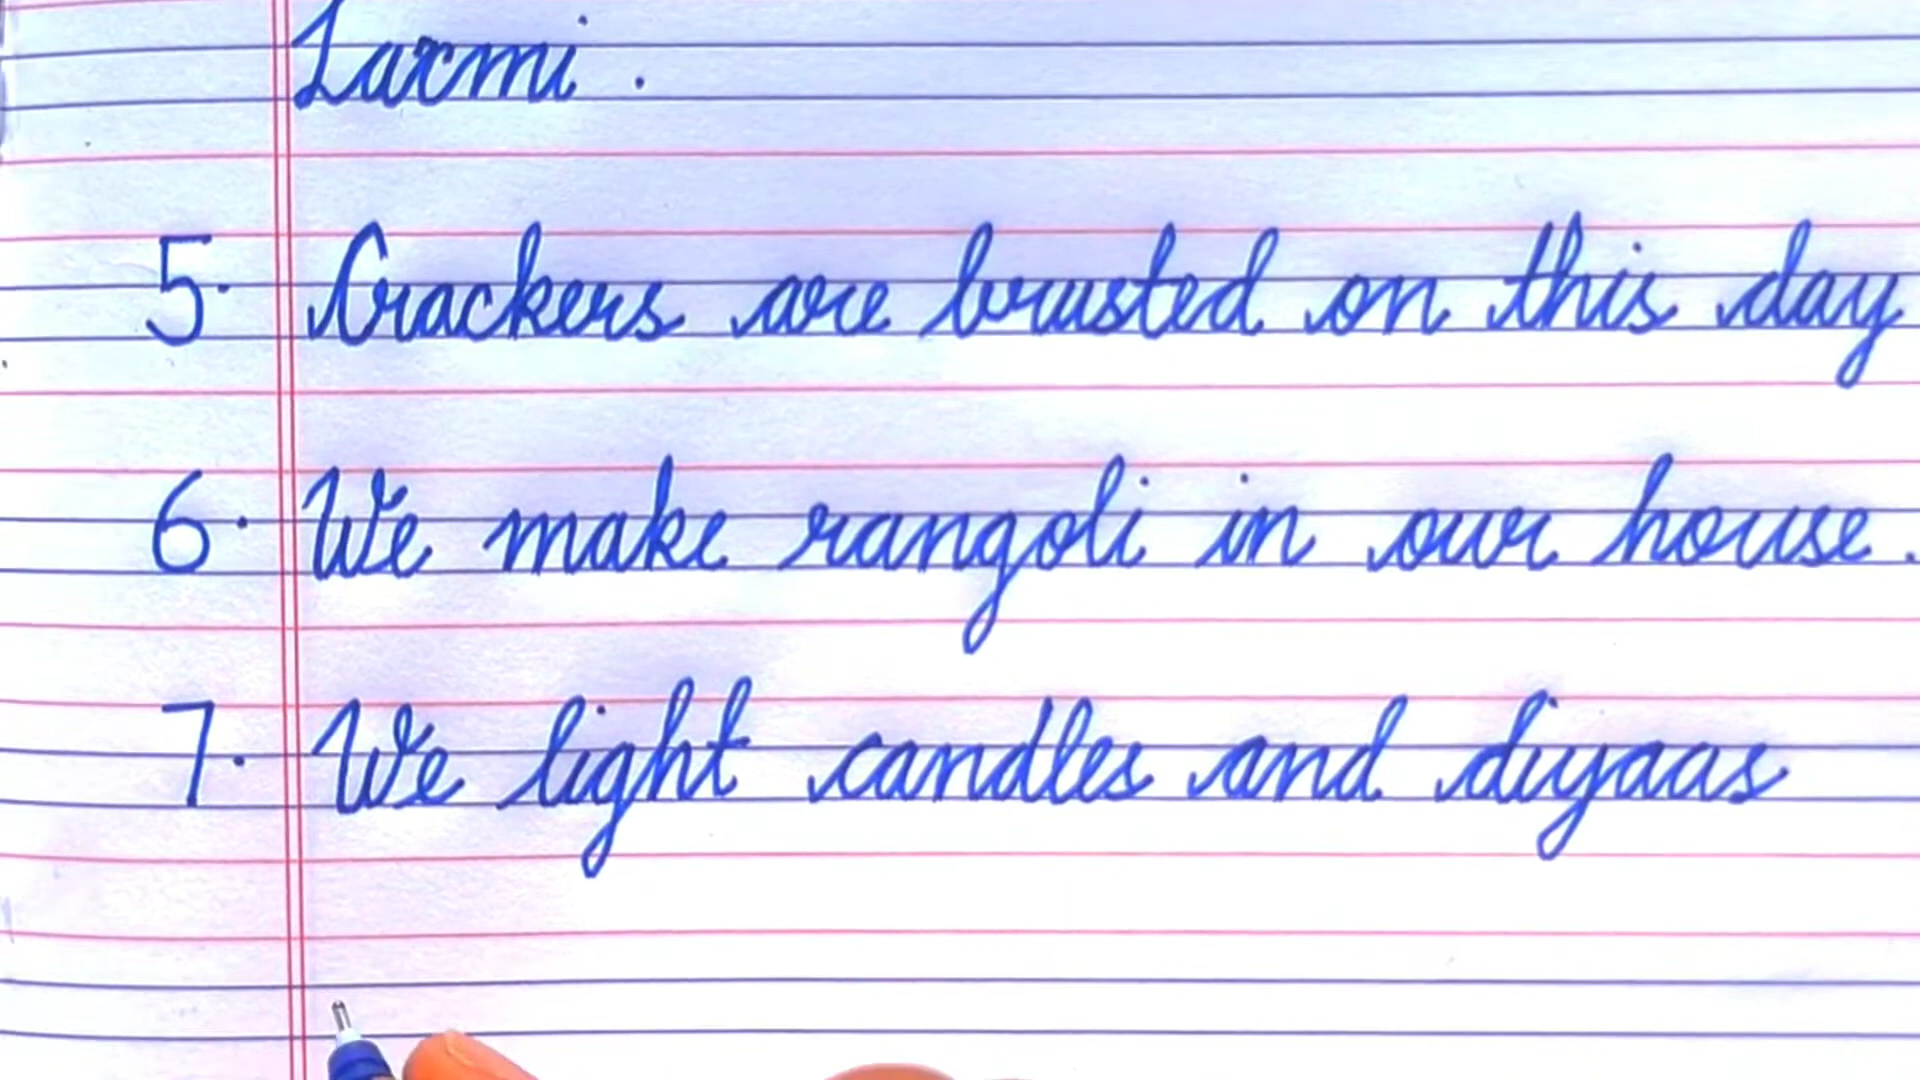 Laxmi .
5. Crackers are brusted on this day
6. We make rangoli in our house.
7. We light candles and diyaas